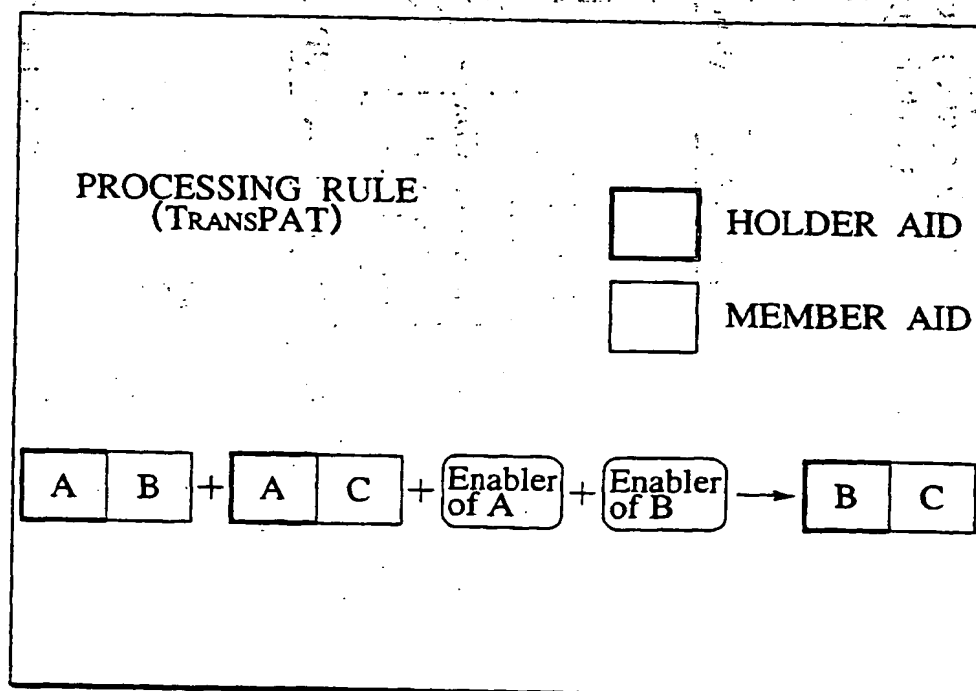 PROCESSING RULE
(TRANSPAT)
HOLDER AID
MEMBER AID
A B + A C + Enabler of A + Enabler of B → B C